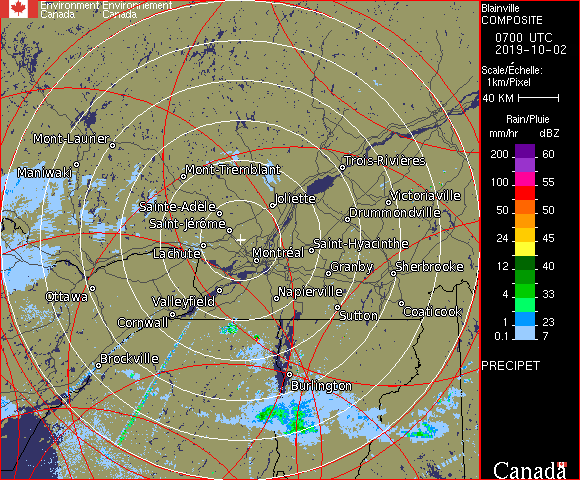 Environment Environnement
Canada Canada
Blainville
COMPOSITE
0700 UTC
2019-10-02
Scale/Échelle:
1km/Pixel
40 KM
Rain/Pluie
mm/hr dBZ
200 60
100 55
50 50
24 45
12 40
4 33
1 23
0.1 7
PRECIPET
Canada
Mont-Laurier
Maniwaki
Mont-Tremblant
Trois-Rivières
Joliette
Victoriaville
Sainte-Adèle
Drummondville
Saint-Jérôme
Saint-Hyacinthe
Lachute
Montréal
Granby
Sherbrooke
Ottawa
Valleyfield
Napierville
Cornwall
Sutton
Coaticook
Brockville
Burlington